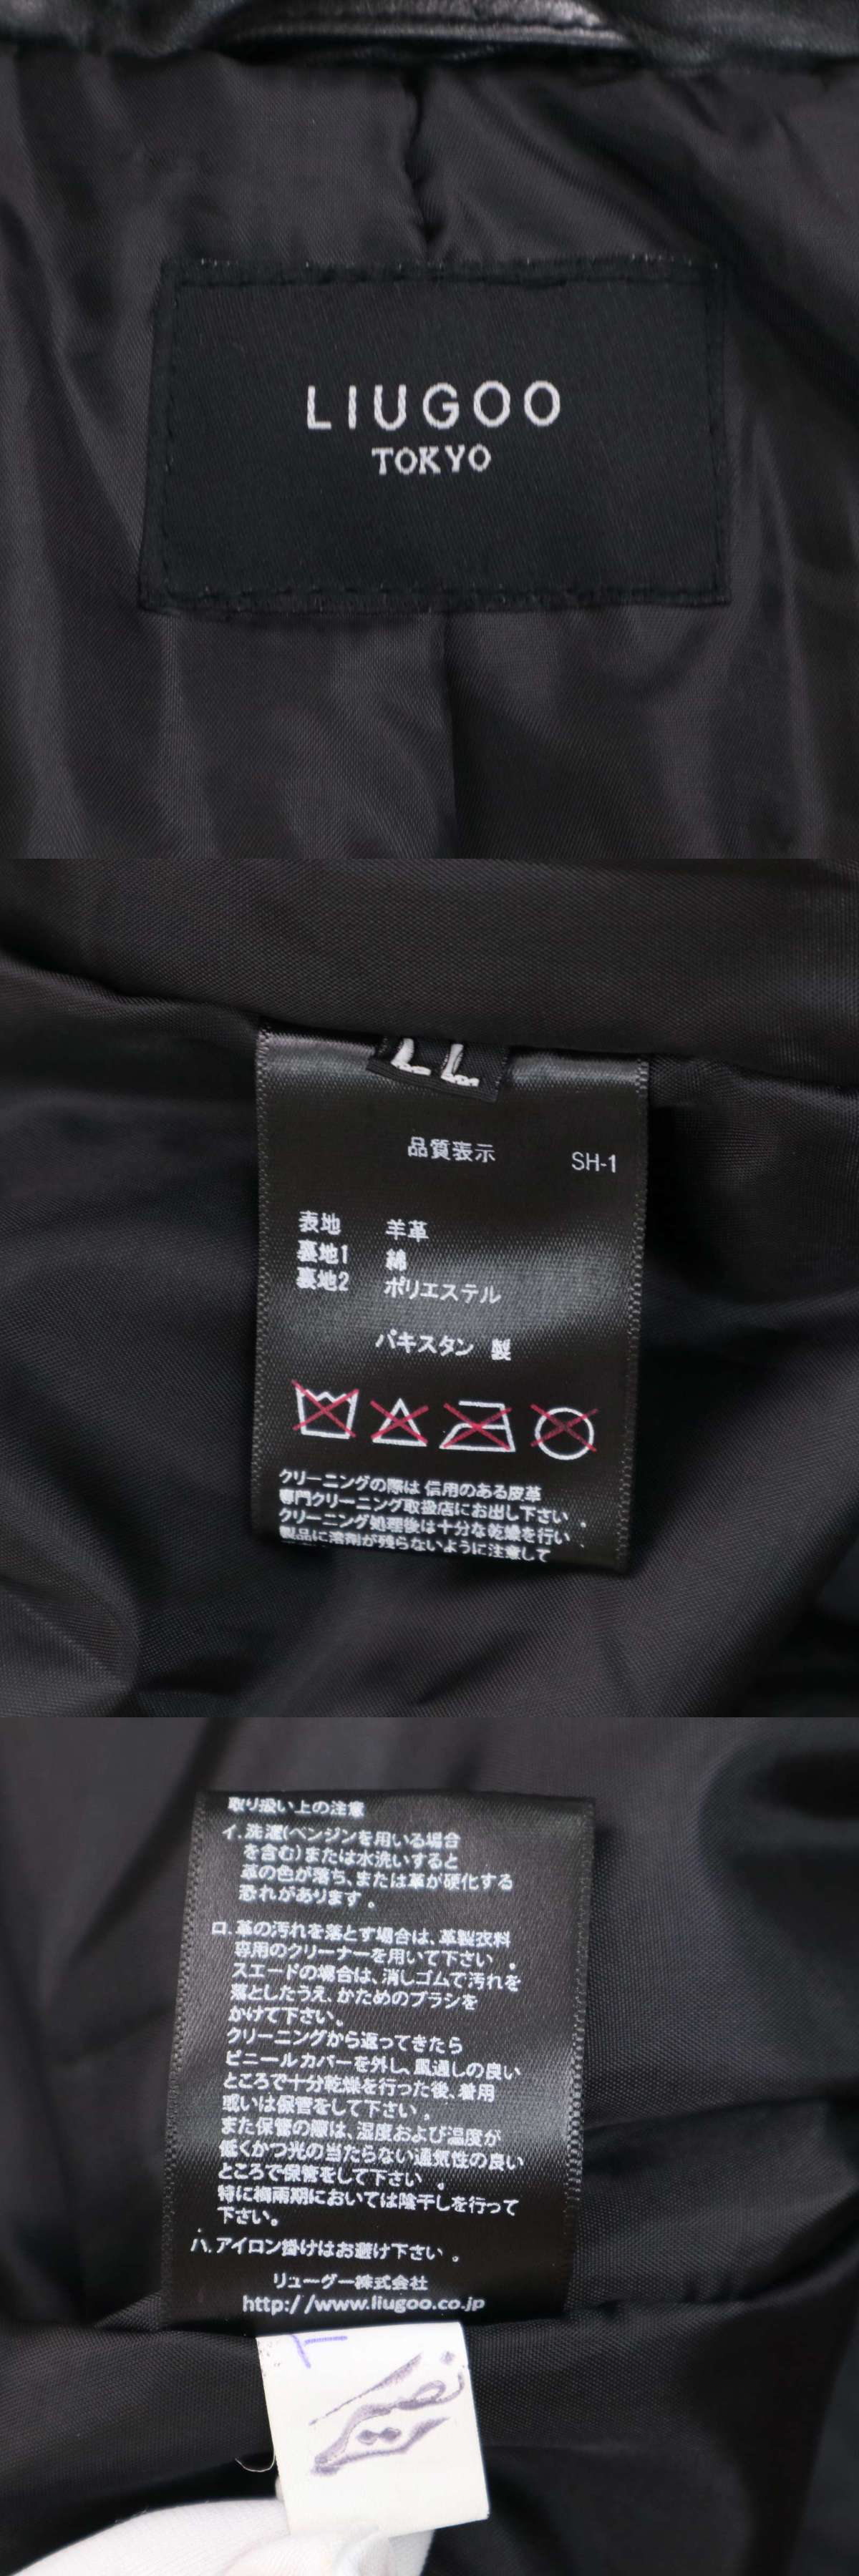 LIUGOO
TOKYO
LL
品質表示 SH-1
表地 羊革
裏地1 綿
裏地2 ポリエステル
パキスタン 製
クリーニングの際は 信用のある皮革
専門クリーニング取扱店にお出し下さい 。
クリーニング処理後は十分な乾燥を行い
製品に溶剤が残らないように注意して
取り扱い上の注意
イ.洗濯(ベンジンを用いる場合
を含む)または水洗いすると
革の色が落ち、または革が硬化する
恐れがあります 。
ロ.革の汚れを落とす場合は、革製衣料
専用のクリーナーを用いて下さい 。
スエードの場合は、消しゴムで汚れを
落としたうえ、かためのブラシを
かけて下さい。
クリーニングから返ってきたら
ビニールカバーを外し、風通しの良い
ところで十分乾燥を行った後、着用
或いは保管をして下さい 。
また保管の際は、湿度および温度が
低くかつ光の当たらない通気性の良い
ところで保管をして下さい 。
特に梅雨期においては陰干しを行って
下さい。
ハ.アイロン掛けはお避け下さい 。
リューグー株式会社
http://www.liugoo.co.jp
نصیر